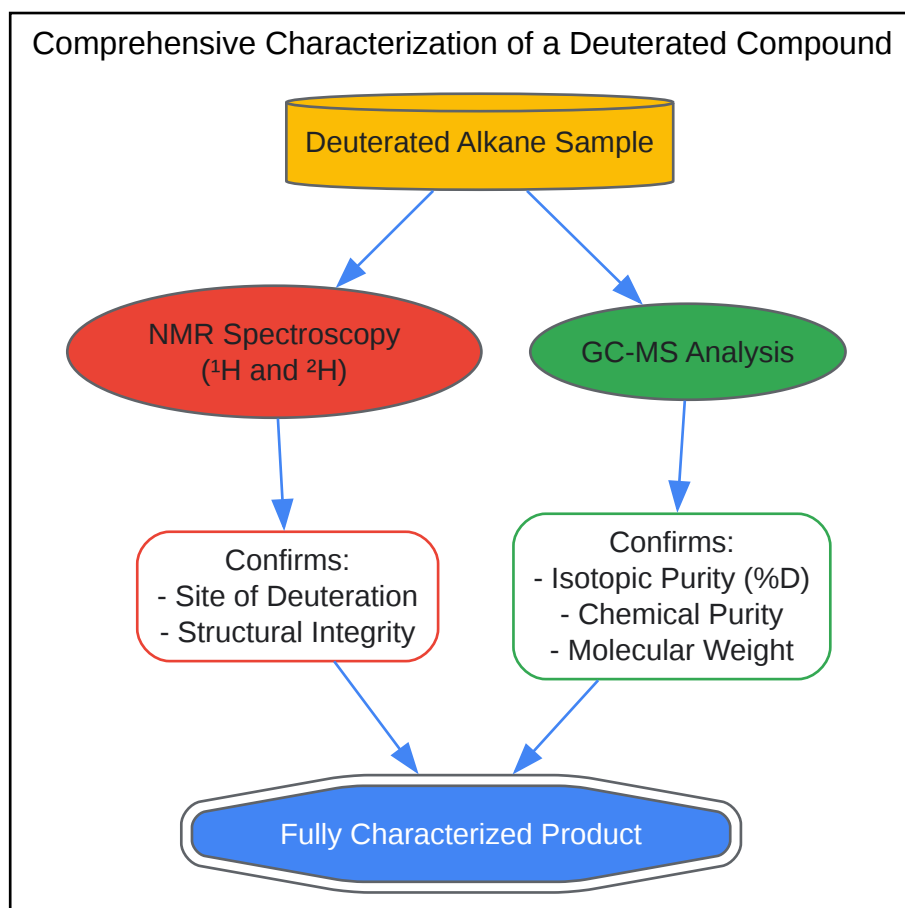 Comprehensive Characterization of a Deuterated Compound
Deuterated Alkane Sample
NMR Spectroscopy
(¹H and ²H)
GC-MS Analysis
Confirms:
- Site of Deuteration
- Structural Integrity
Confirms:
- Isotopic Purity (%D)
- Chemical Purity
- Molecular Weight
Fully Characterized Product